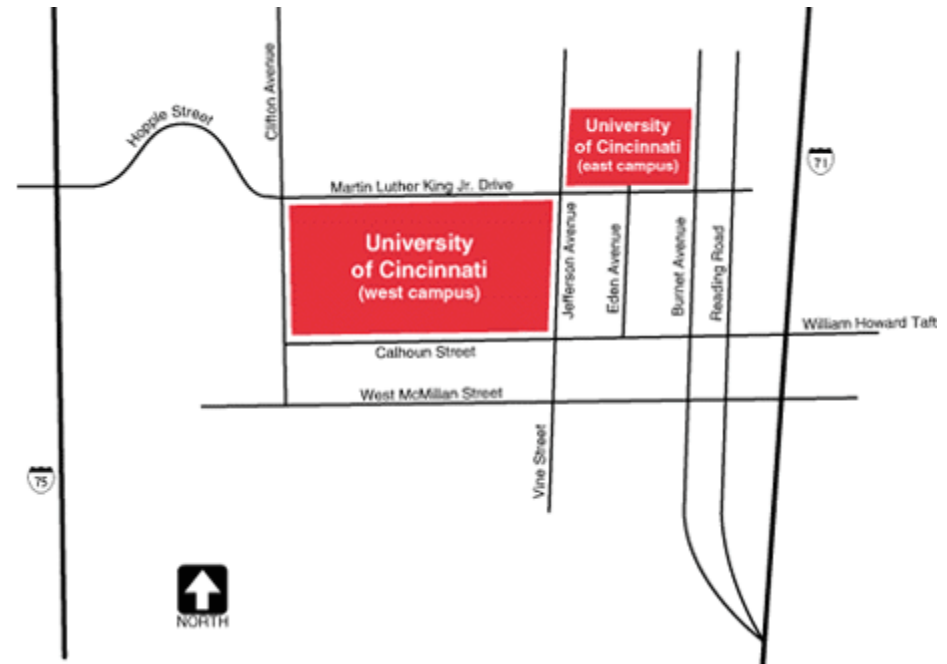 Hopple Street
Clifton Avenue
University
of Cincinnati
(east campus)
71
Martin Luther King Jr. Drive
University
of Cincinnati
(west campus)
Jefferson Avenue
Eden Avenue
Burnet Avenue
Reading Road
William Howard Taft
Calhoun Street
West McMillan Street
Vine Street
75
NORTH